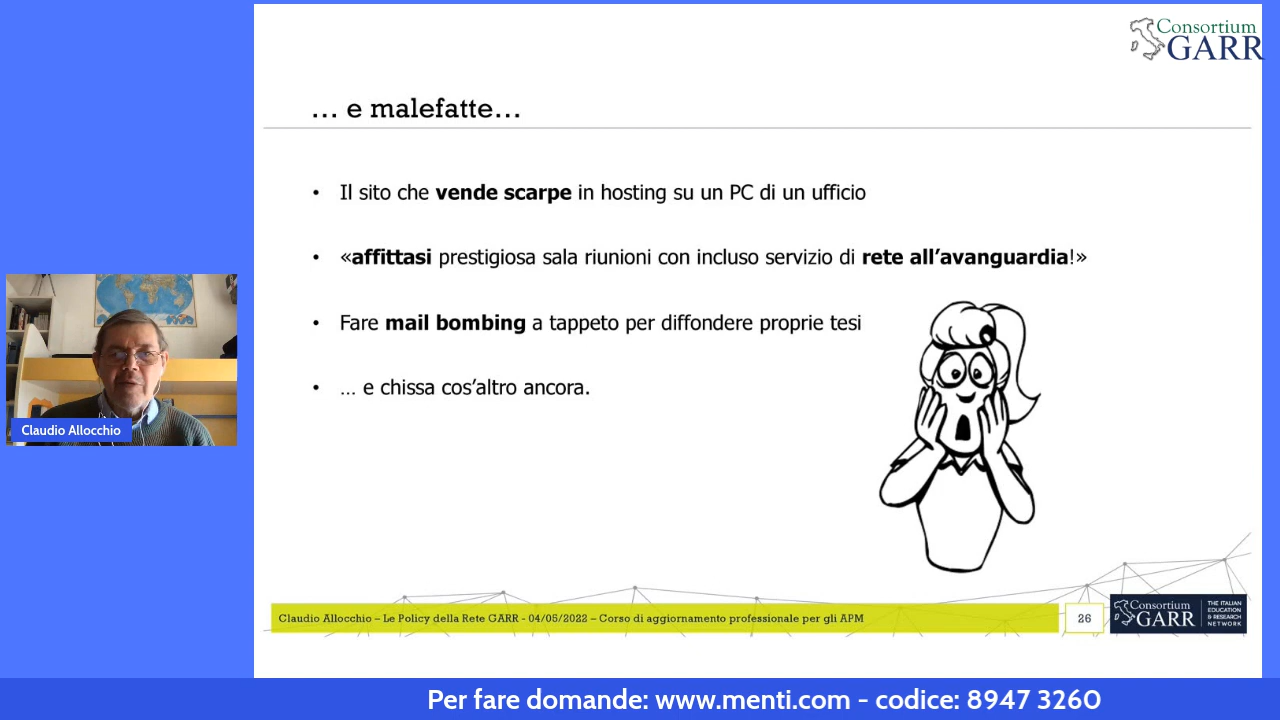 Consortium
GARR
… e malefatte…
• Il sito che vende scarpe in hosting su un PC di un ufficio
• «affittasi prestigiosa sala riunioni con incluso servizio di rete all'avanguardia!»
• Fare mail bombing a tappeto per diffondere proprie tesi
• … e chissa cos'altro ancora.
Claudio Allocchio
Claudio Allocchio – Le Policy della Rete GARR - 04/05/2022 – Corso di aggiornamento professionale per gli APM
26
Consortium
GARR
THE ITALIAN
EDUCATION
& RESEARCH
NETWORK
Per fare domande: www.menti.com - codice: 8947 3260